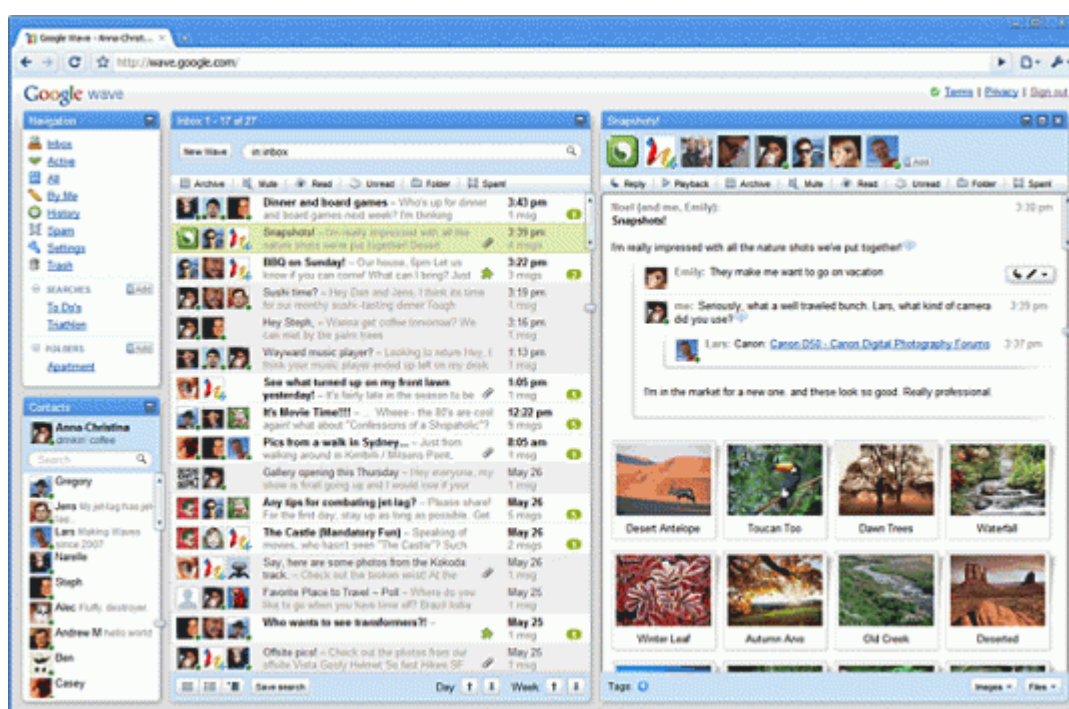 Google Wave - Anna-Christ...
http://wave.google.com/
Google wave
Terms | Privacy | Sign out
Navigation
Inbox
Active
All
By Me
History
Spam
Settings
Trash
SEARCHES
Add
To Do's
Triathlon
FOLDERS
Add
Apartment
Contacts
Anna Christina
drinkin' coffee
Search
Gregory
Jens My jet-lag has jet-
lag...
Lars Making Waves
since 2007
Narelle
Steph
Alec Fluffy, destroyer.
Andrew M hello world
Ben
Casey
Inbox 1 - 17 of 27
New Wave
in:inbox
Archive Mute Read Unread Folder Spam!
Dinner and board games – Who's up for dinner 3:43 pm
and board games next week? I'm thinking 1 msg
Snapshots! – I'm really impressed with all the 3:39 pm
nature shots we've put together! Desert 4 msgs
BBQ on Sunday! – Our house, 6pm Let us 3:22 pm
know if you can come! What can I bring? Just 3 msgs 2
Sushi time? – Hey Dan and Jens, I think its time 3:19 pm
for our monthly sushi-tasting dinner Tough 1 msg
Hey Steph, – Wanna get coffee tomorrow? We 3:16 pm
can met by the palm trees 1 msg
Wayward music player? – Looking to return Hey, I 1:13 pm
think your music player ended up left on my desk 1 msg
See what turned up on my front lawn 1:05 pm
yesterday! – It's fairly late in the season to be
It's Movie Time!!!! – ... Wheee - the 80's are cool 12:22 pm
again! what about "Confessions of a Shopaholic"?
Pics from a walk in Sydney... – Just from 8:05 am
walking around in Kirribilli / Milsons Point,
Gallery opening this Thursday – Hey everyone, my May 26
show is finally going up and I would love if your 1 msg
Any tips for combating jet-lag? – Please share! May 26
For the first day, stay up as long as possible. Get 5 msgs
The Castle (Mandatory Fun) – Speaking of May 26
movies, who hasn't seen "The Castle"? Such 2 msgs
Say, here are some photos from the Kokoda May 26
track. – Check out the broken wrist! At the 1 msg
Favorite Place to Travel – Poll – Where do you May 26
like to go when you have time off? Brazil India 1 msg
Who wants to see transformers?! – May 25
1 msg
Offsite pics! – Check out the photos from our May 25
offsite Vista Goofy Helmet So fast Hikes SF 1 msg
Save search
Day Week
Snapshots!
Add
Reply Playback Archive Mute Read Unread Folder Spam!
Noel (and me, Emily): 3:30 pm
Snapshots!
I'm really impressed with all the nature shots we've put together!
Emily: They make me want to go on vacation
me: Seriously, what a well traveled bunch. Lars, what kind of camera 3:39 pm
did you use?
Lars: Canon: Canon D50 - Canon Digital Photography Forums 3:37 pm
I'm in the market for a new one. and these look so good. Really professional.
Desert Antelope
Toucan Too
Dawn Trees
Waterfall
Winter Leaf
Autumn Arvo
Old Creek
Deserted
Tags:
Images
Files